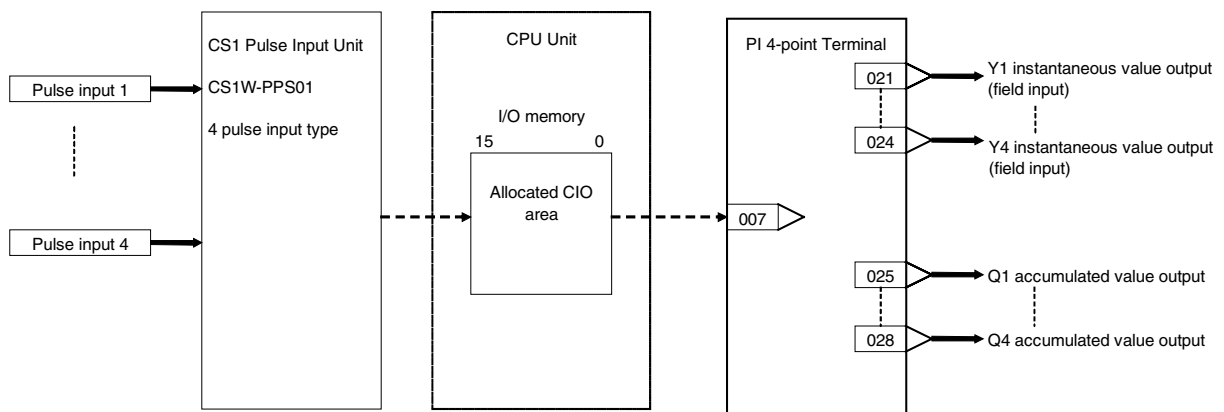 Pulse input 1
Pulse input 4
CS1 Pulse Input Unit
CS1W-PPS01
4 pulse input type
CPU Unit
I/O memory
15 0
Allocated CIO
area
PI 4-point Terminal
007
021
024
025
028
Y1 instantaneous value output
(field input)
Y4 instantaneous value output
(field input)
Q1 accumulated value output
Q4 accumulated value output